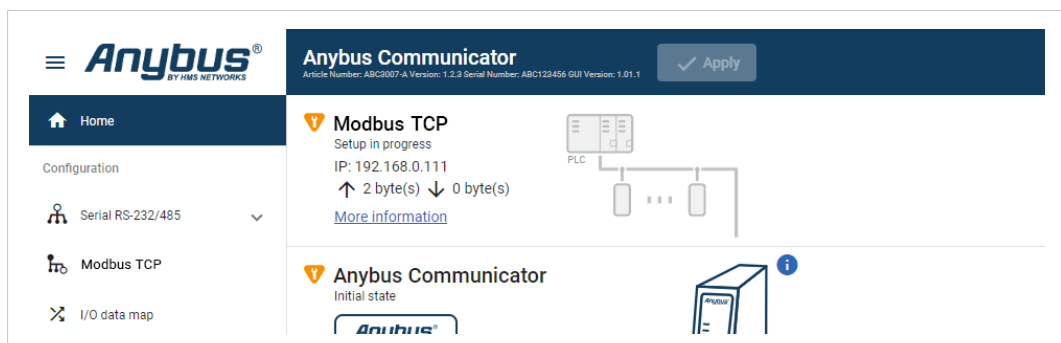 Anybus®
BY HMS NETWORKS
Anybus Communicator
Article Number: ABC3007-A Version: 1.2.3 Serial Number: ABC123456 GUI Version: 1.01.1
Apply
Home
Configuration
Serial RS-232/485
Modbus TCP
I/O data map
Modbus TCP
Setup in progress
IP: 192.168.0.111
2 byte(s) 0 byte(s)
More information
PLC
Anybus Communicator
Initial state
Anybus®
Anybus